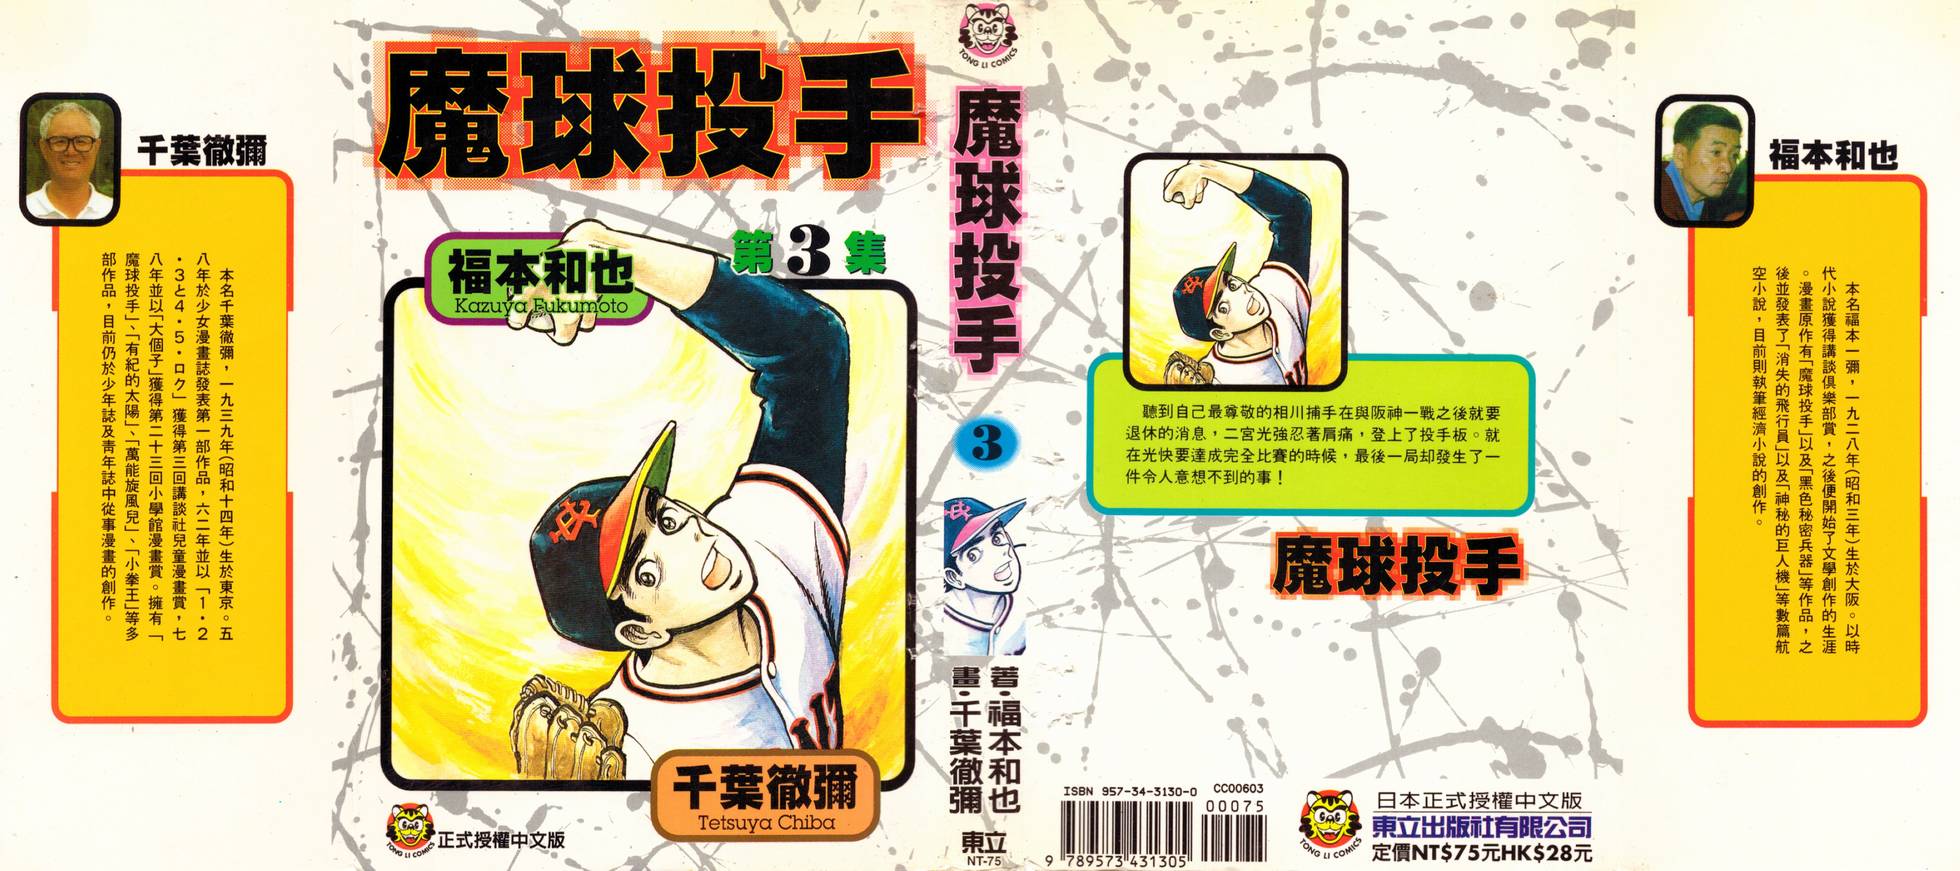 千葉徹彌
本名千葉徹彌，一九三九年（昭和十四年）生於東京。五
八年於少女漫畫誌發表第一部作品，六二年並以「1・2
・3と4・5・ロク」獲得第三回講談社兒童漫畫賞，七
八年並以「大個子」獲得第二十三回小學館漫畫賞。擁有「
魔球投手」、「有紀的太陽」、「萬能旋風兒」、「小拳王」等多
部作品，目前仍於少年誌及青年誌中從事漫畫的創作。
魔球投手
第3集
福本和也
Kazuya Fukumoto
千葉徹彌
Tetsuya Chiba
TONG LI COMICS
正式授權中文版
TONG LI COMICS
魔球投手
3
著・福本和也
畫・千葉徹彌
東立
NT-75
聽到自己最尊敬的相川捕手在與阪神一戰之後就要
退休的消息，二宮光強忍著肩痛，登上了投手板。就
在光快要達成完全比賽的時候，最後一局却發生了一
件令人意想不到的事！
魔球投手
ISBN 957-34-3130-0
CC00603
00075
9 789573 431305
TONG LI COMICS
日本正式授權中文版
東立出版社有限公司
定價NT$75元HK$28元
福本和也
本名福本一彌，一九二八年（昭和三年）生於大阪。以時
代小說獲得講談俱樂部賞，之後便開始了文學創作的生涯
。漫畫原作有「魔球投手」以及「黑色秘密兵器」等作品，之
後並發表了「消失的飛行員」以及「神秘的巨人機」等數篇航
空小說，目前則執筆經濟小說的創作。